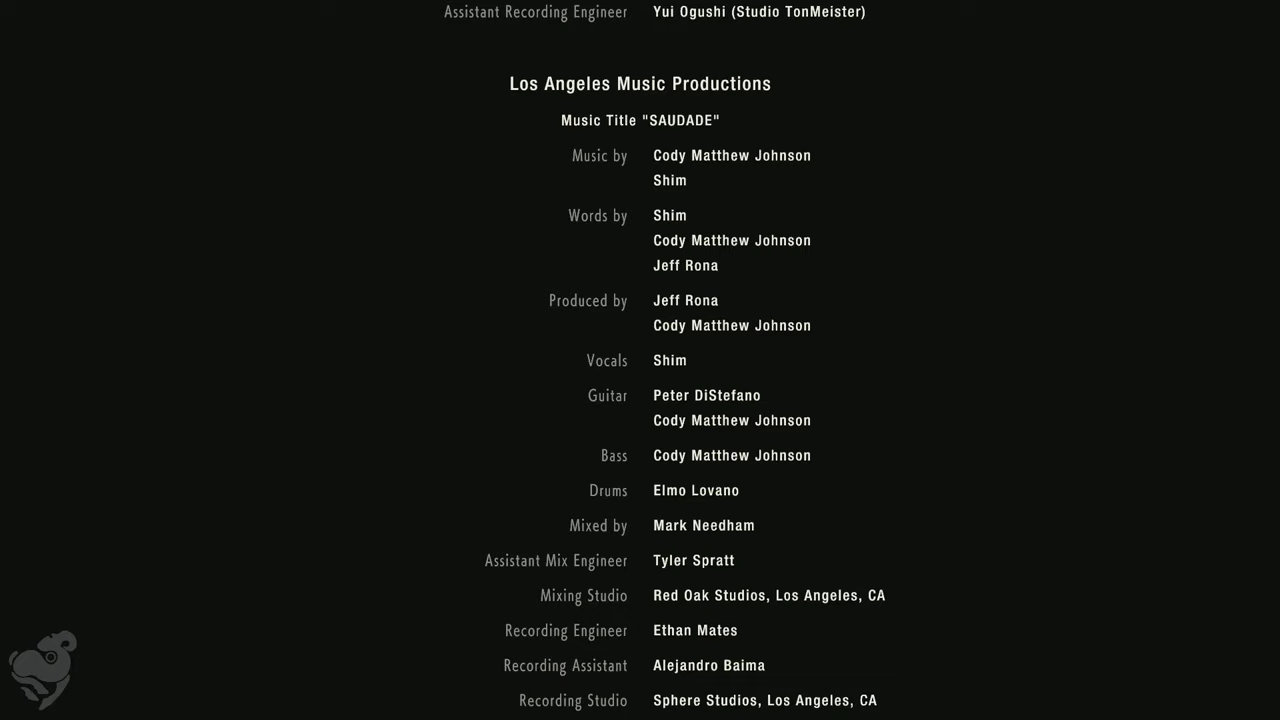 Assistant Recording Engineer Yui Ogushi (Studio TonMeister)
Los Angeles Music Productions
Music Title "SAUDADE"
Music by Cody Matthew Johnson
Shim
Words by Shim
Cody Matthew Johnson
Jeff Rona
Produced by Jeff Rona
Cody Matthew Johnson
Vocals Shim
Guitar Peter DiStefano
Cody Matthew Johnson
Bass Cody Matthew Johnson
Drums Elmo Lovano
Mixed by Mark Needham
Assistant Mix Engineer Tyler Spratt
Mixing Studio Red Oak Studios, Los Angeles, CA
Recording Engineer Ethan Mates
Recording Assistant Alejandro Baima
Recording Studio Sphere Studios, Los Angeles, CA